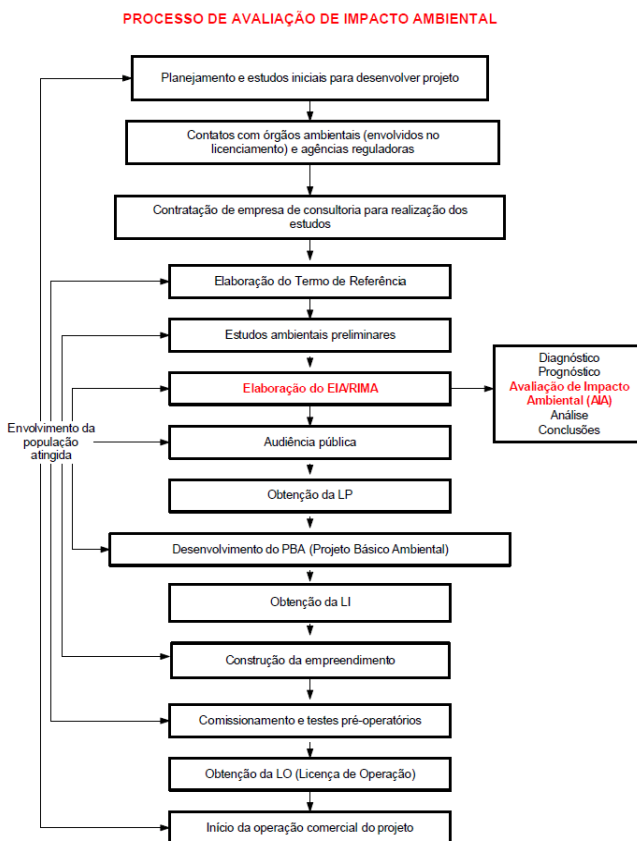 PROCESSO DE AVALIAÇÃO DE IMPACTO AMBIENTAL
Planejamento e estudos iniciais para desenvolver projeto
Contatos com órgãos ambientais (envolvidos no
licenciamento) e agências reguladoras
Contratação de empresa de consultoria para realização dos
estudos
Elaboração do Termo de Referência
Estudos ambientais preliminares
Elaboração do EIA/RIMA
Diagnóstico
Prognóstico
Avaliação de Impacto
Ambiental (AIA)
Análise
Conclusões
Envolvimento da
população
atingida
Audiência pública
Obtenção da LP
Desenvolvimento do PBA (Projeto Básico Ambiental)
Obtenção da LI
Construção da empreendimento
Comissionamento e testes pré-operatórios
Obtenção da LO (Licença de Operação)
Início da operação comercial do projeto